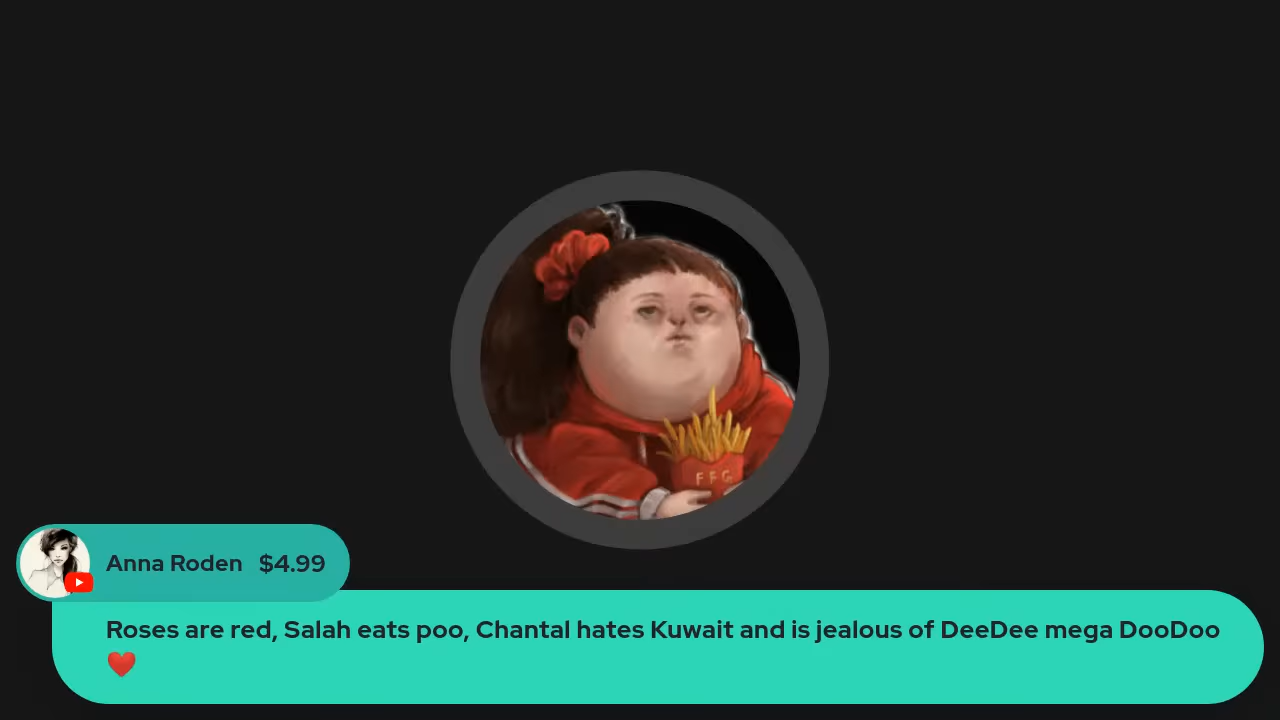 FFG
Anna Roden $4.99
Roses are red, Salah eats poo, Chantal hates Kuwait and is jealous of DeeDee mega DooDoo
❤️